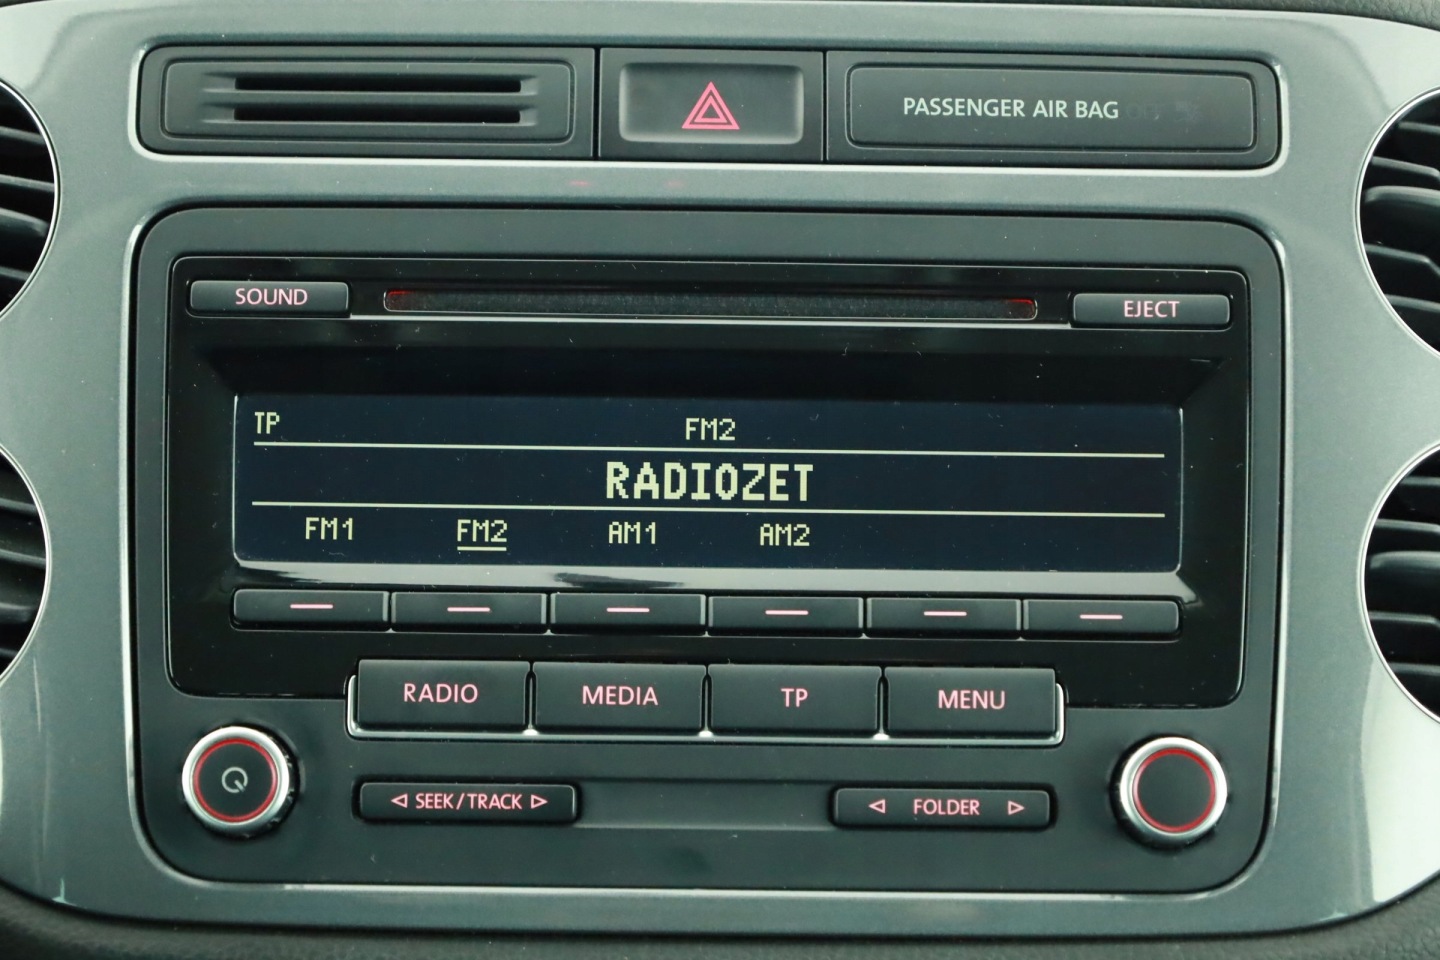 PASSENGER AIR BAG
SOUND
EJECT
TP
FM2
RADIOZET
FM1 FM2 AM1 AM2
RADIO MEDIA TP MENU
◁ SEEK/TRACK ▷
◁ FOLDER ▷